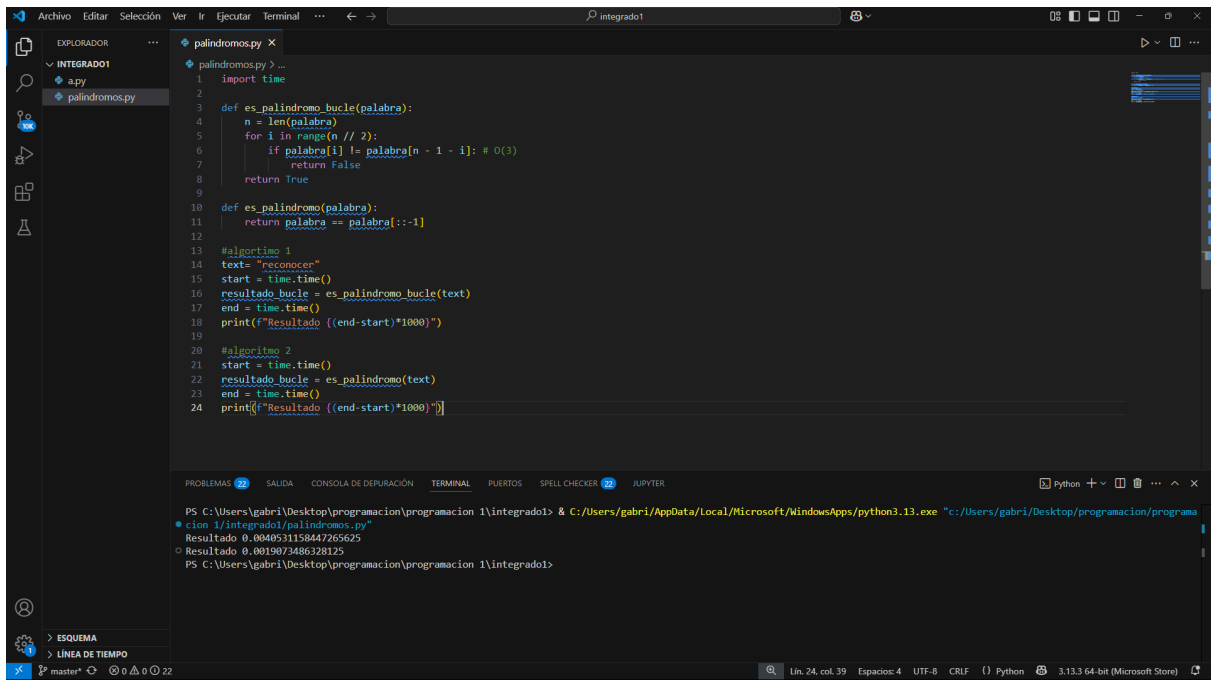 Archivo Editar Selección Ver Ir Ejecutar Terminal ··· ← → integrado1
EXPLORADOR ···
INTEGRADO1
a.py
palindromos.py
10K
palindromos.py ×
palindromos.py > ...
1 import time
2
3 def es_palindromo_bucle(palabra):
4 n = len(palabra)
5 for i in range(n // 2):
6 if palabra[i] != palabra[n - 1 - i]: # O(3)
7 return False
8 return True
9
10 def es_palindromo(palabra):
11 return palabra == palabra[::-1]
12
13 #algortimo 1
14 text= "reconocer"
15 start = time.time()
16 resultado_bucle = es_palindromo_bucle(text)
17 end = time.time()
18 print(f"Resultado {(end-start)*1000}")
19
20 #algoritmo 2
21 start = time.time()
22 resultado_bucle = es_palindromo(text)
23 end = time.time()
24 print(f"Resultado {(end-start)*1000}")
PROBLEMAS 22 SALIDA CONSOLA DE DEPURACIÓN TERMINAL PUERTOS SPELL CHECKER 22 JUPYTER Python
PS C:\Users\gabri\Desktop\programacion\programacion 1\integrado1> & C:/Users/gabri/AppData/Local/Microsoft/WindowsApps/python3.13.exe "c:/Users/gabri/Desktop/programacion/programa
cion 1/integrado1/palindromos.py"
Resultado 0.0040531158447265625
Resultado 0.0019073486328125
PS C:\Users\gabri\Desktop\programacion\programacion 1\integrado1>
1
> ESQUEMA
> LÍNEA DE TIEMPO
master* 0 0 0 22 Lín. 24, col. 39 Espacios: 4 UTF-8 CRLF {} Python 3.13.3 64-bit (Microsoft Store)